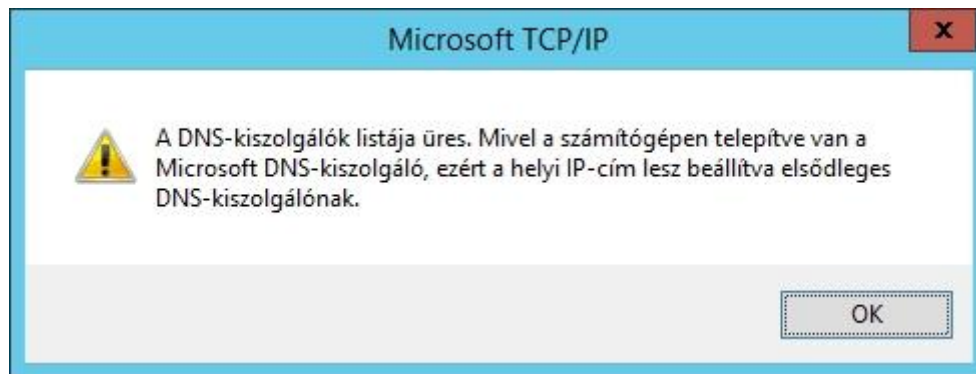 Microsoft TCP/IP
x
A DNS-kiszolgálók listája üres. Mivel a számítógépen telepítve van a
Microsoft DNS-kiszolgáló, ezért a helyi IP-cím lesz beállítva elsődleges
DNS-kiszolgálónak.
OK